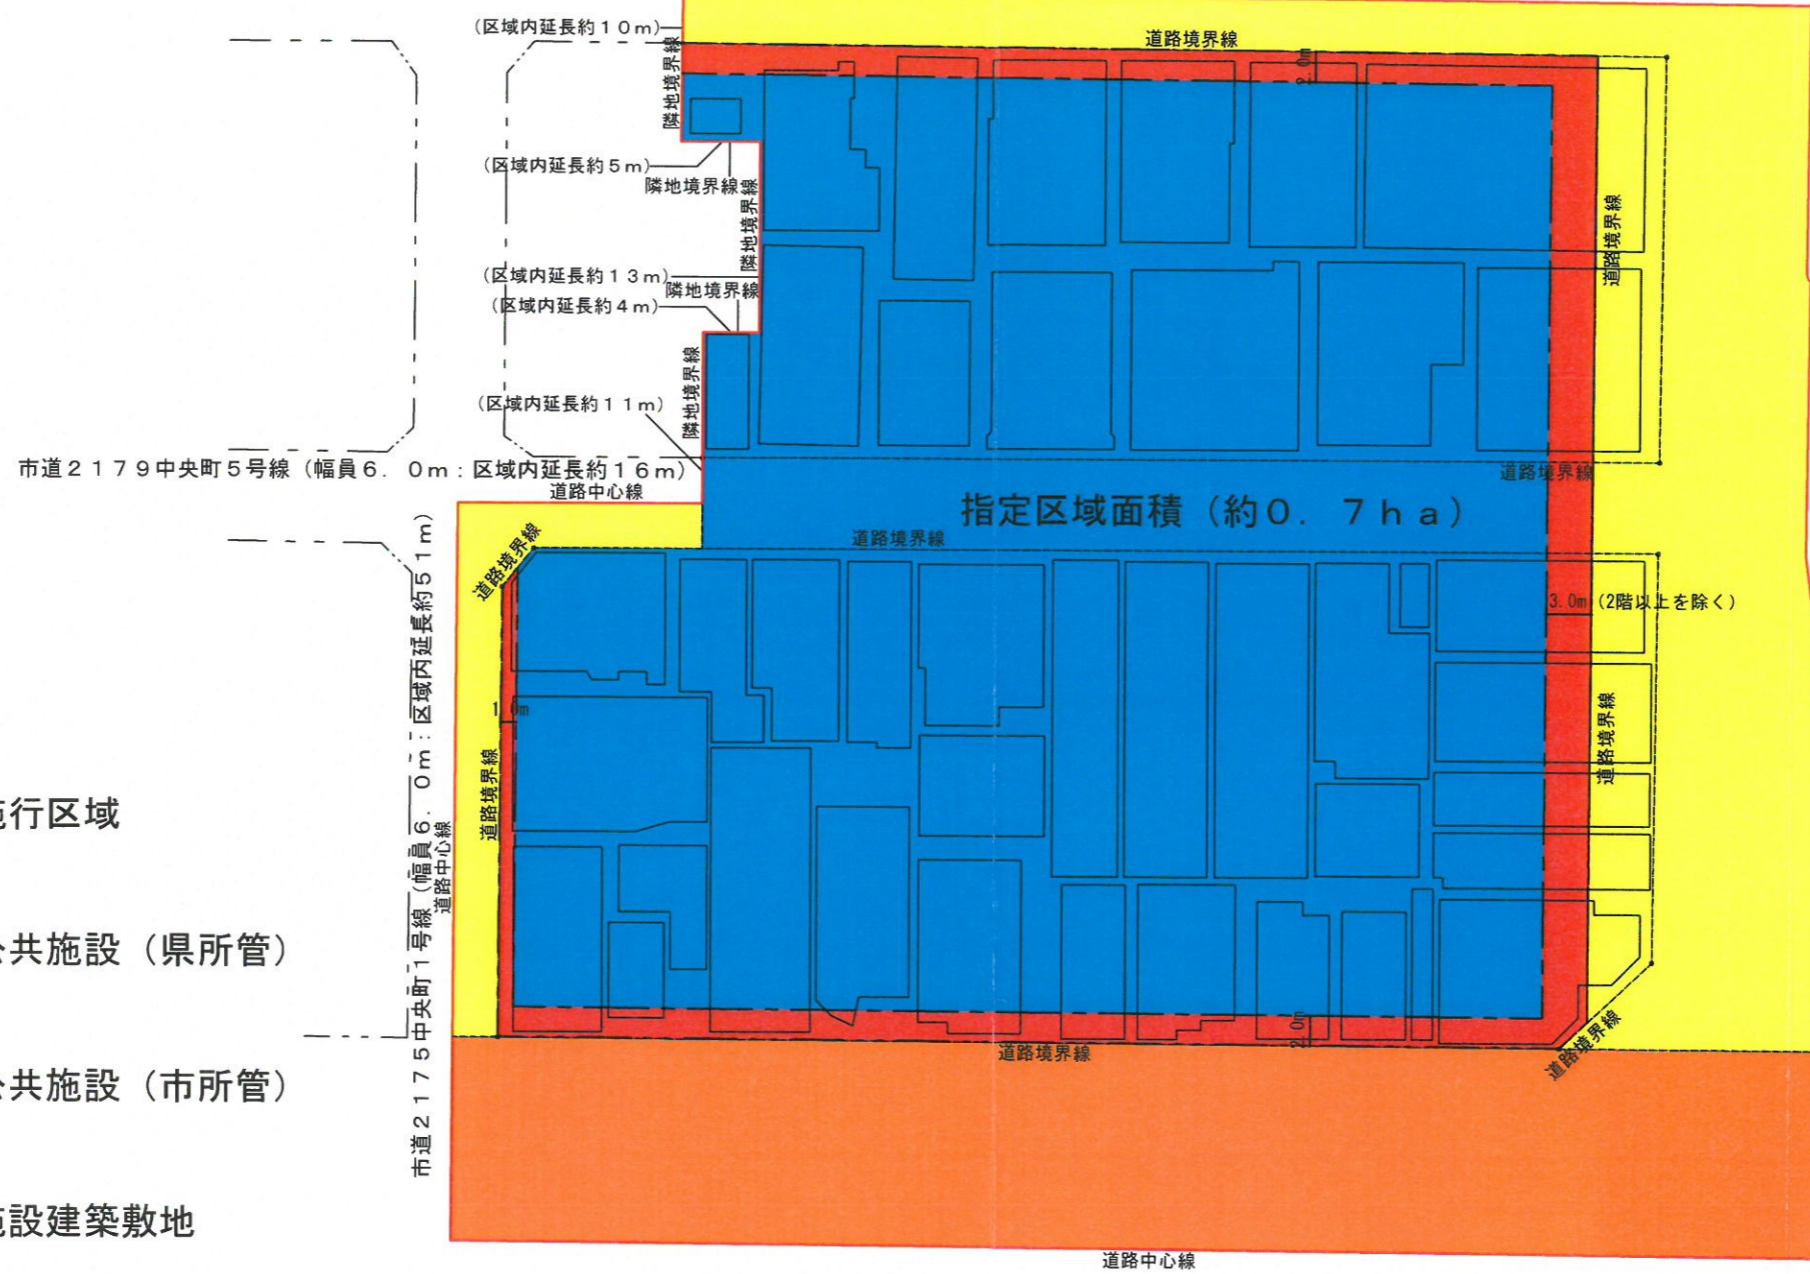 (区域内延長約10m)
道路境界線
隣地境界線
2.0m
(区域内延長約5m)
隣地境界線
隣地境界線
道路境界線
(区域内延長約13m)
隣地境界線
(区域内延長約4m)
隣地境界線
(区域内延長約11m)
市道2179中央町5号線(幅員6.0m:区域内延長約16m)
道路境界線
道路中心線
指定区域面積(約0.7ha)
道路境界線
道路境界線
3.0m(2階以上を除く)
市道2175中央町1号線(幅員6.0m:区域内延長約51m)
1.0m
道路境界線
道路境界線
道路中心線
施行区域
公共施設(県所管)
2.0m
道路境界線
道路境界線
公共施設(市所管)
施設建築敷地
道路中心線